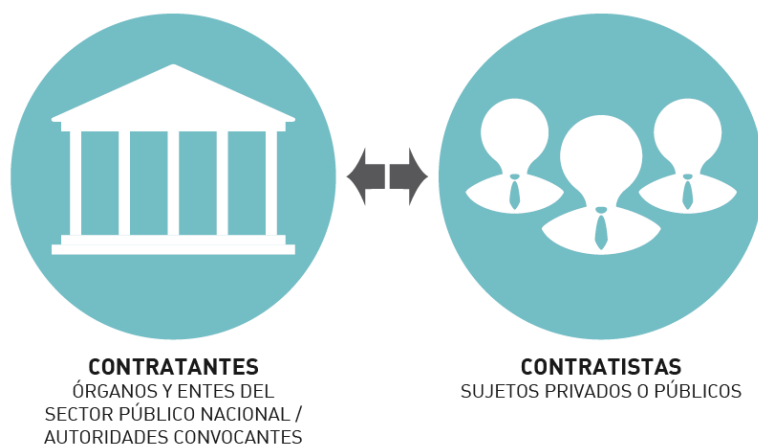 CONTRATANTES
ÓRGANOS Y ENTES DEL
SECTOR PÚBLICO NACIONAL /
AUTORIDADES CONVOCANTES
CONTRATISTAS
SUJETOS PRIVADOS O PÚBLICOS